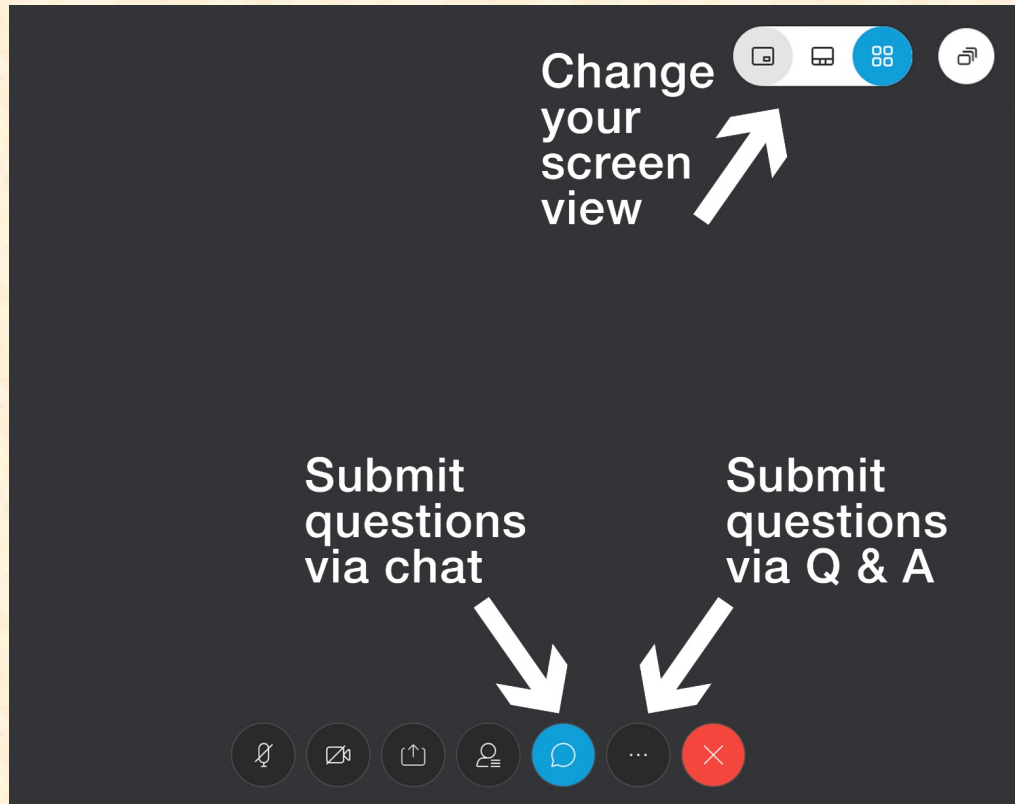 Change
your
screen
view
Submit
questions
via chat
Submit
questions
via Q & A